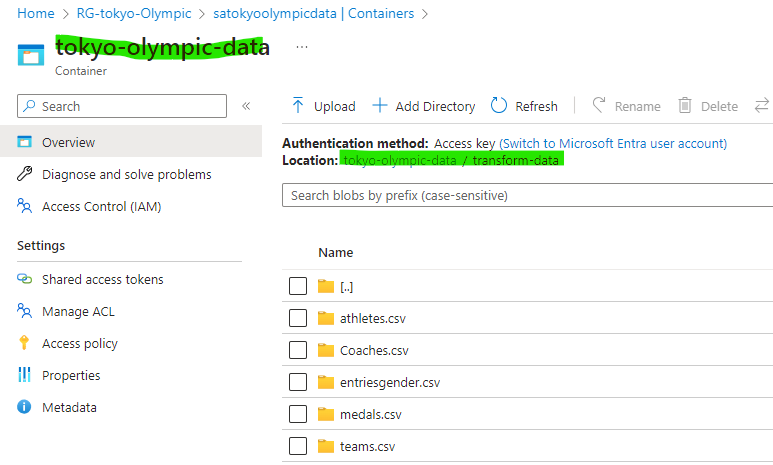 Home > RG-tokyo-Olympic > satokyoolympicdata | Containers >
tokyo-olympic-data ...
Container
Search «
Overview
Diagnose and solve problems
Access Control (IAM)
Settings
Shared access tokens
Manage ACL
Access policy
Properties
Metadata
Upload Add Directory Refresh Rename Delete
Authentication method: Access key (Switch to Microsoft Entra user account)
Location: tokyo-olympic-data / transform-data
Search blobs by prefix (case-sensitive)
Name
[..]
athletes.csv
Coaches.csv
entriesgender.csv
medals.csv
teams.csv